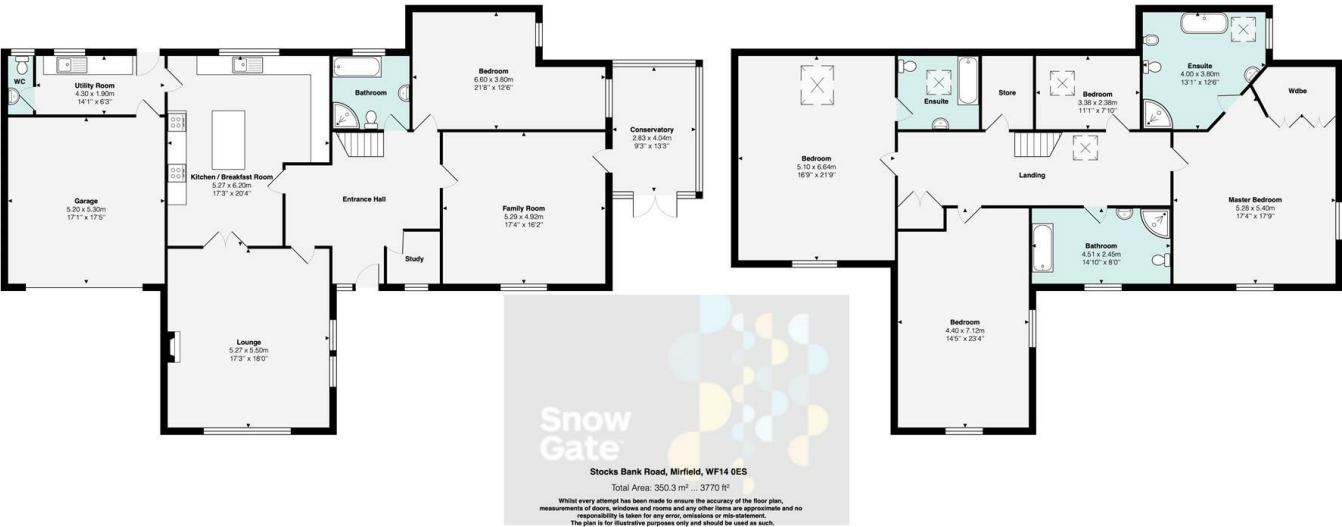 WC
Utility Room
4.30 x 1.90m
14'1" x 6'3"
Bathroom
Bedroom
6.60 x 3.80m
21'8" x 12'6"
Conservatory
2.83 x 4.04m
9'3" x 13'3"
Kitchen / Breakfast Room
5.27 x 6.20m
17'3" x 20'4"
Garage
5.20 x 5.30m
17'1" x 17'5"
Entrance Hall
Family Room
5.29 x 4.92m
17'4" x 16'2"
Study
Lounge
5.27 x 5.50m
17'3" x 18'0"
Bedroom
5.10 x 6.64m
16'9" x 21'9"
Ensuite
Store
Bedroom
3.38 x 2.38m
11'1" x 7'10"
Ensuite
4.00 x 3.80m
13'1" x 12'6"
Wdbe
Landing
Master Bedroom
5.28 x 5.40m
17'4" x 17'9"
Bathroom
4.51 x 2.45m
14'10" x 8'0"
Bedroom
4.40 x 7.12m
14'5" x 23'4"
Snow
Gate™
Stocks Bank Road, Mirfield, WF14 0ES
Total Area: 350.3 m² ... 3770 ft²
Whilst every attempt has been made to ensure the accuracy of the floor plan,
measurements of doors, windows and rooms and any other items are approximate and no
responsibility is taken for any error, omissions or mis-statement.
The plan is for illustrative purposes only and should be used as such.